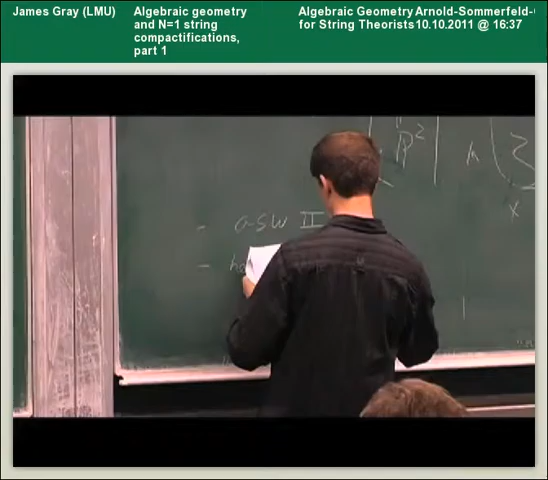 James Gray (LMU)
Algebraic geometry
and N=1 string
compactifications,
part 1
Algebraic Geometry
for String Theorists
Arnold-Sommerfeld-
10.10.2011 @ 16:37
- asw II
-
R²
x